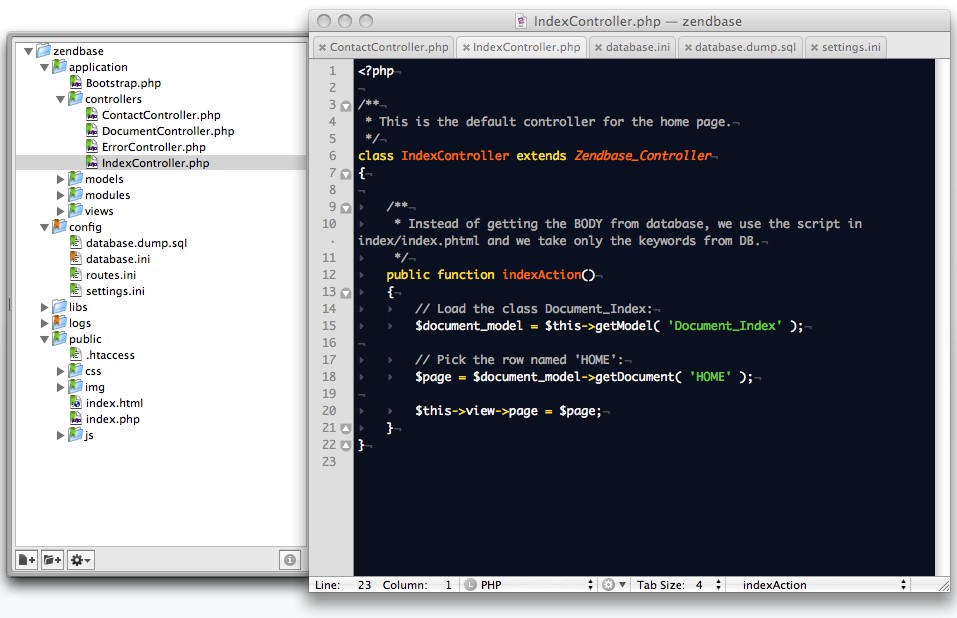 IndexController.php — zendbase
zendbase
application
Bootstrap.php
controllers
ContactController.php
DocumentController.php
ErrorController.php
IndexController.php
models
modules
views
config
database.dump.sql
database.ini
routes.ini
settings.ini
libs
logs
public
.htaccess
css
img
index.html
index.php
js
ContactController.php IndexController.php database.ini database.dump.sql settings.ini
1 <?php¬
2 ¬
3 /**¬
4  * This is the default controller for the home page.¬
5  */¬
6 class IndexController extends Zendbase_Controller¬
7 {¬
8 ¬
9     /**¬
10      * Instead of getting the BODY from database, we use the script in
· index/index.phtml and we take only the keywords from DB.¬
11      */¬
12     public function indexAction()¬
13     {¬
14         // Load the class Document_Index:¬
15         $document_model = $this->getModel( 'Document_Index' );¬
16 ¬
17         // Pick the row named 'HOME':¬
18         $page = $document_model->getDocument( 'HOME' );¬
19 ¬
20         $this->view->page = $page;¬
21     }¬
22 }¬
23
Line: 23 Column: 1 L PHP Tab Size: 4 indexAction